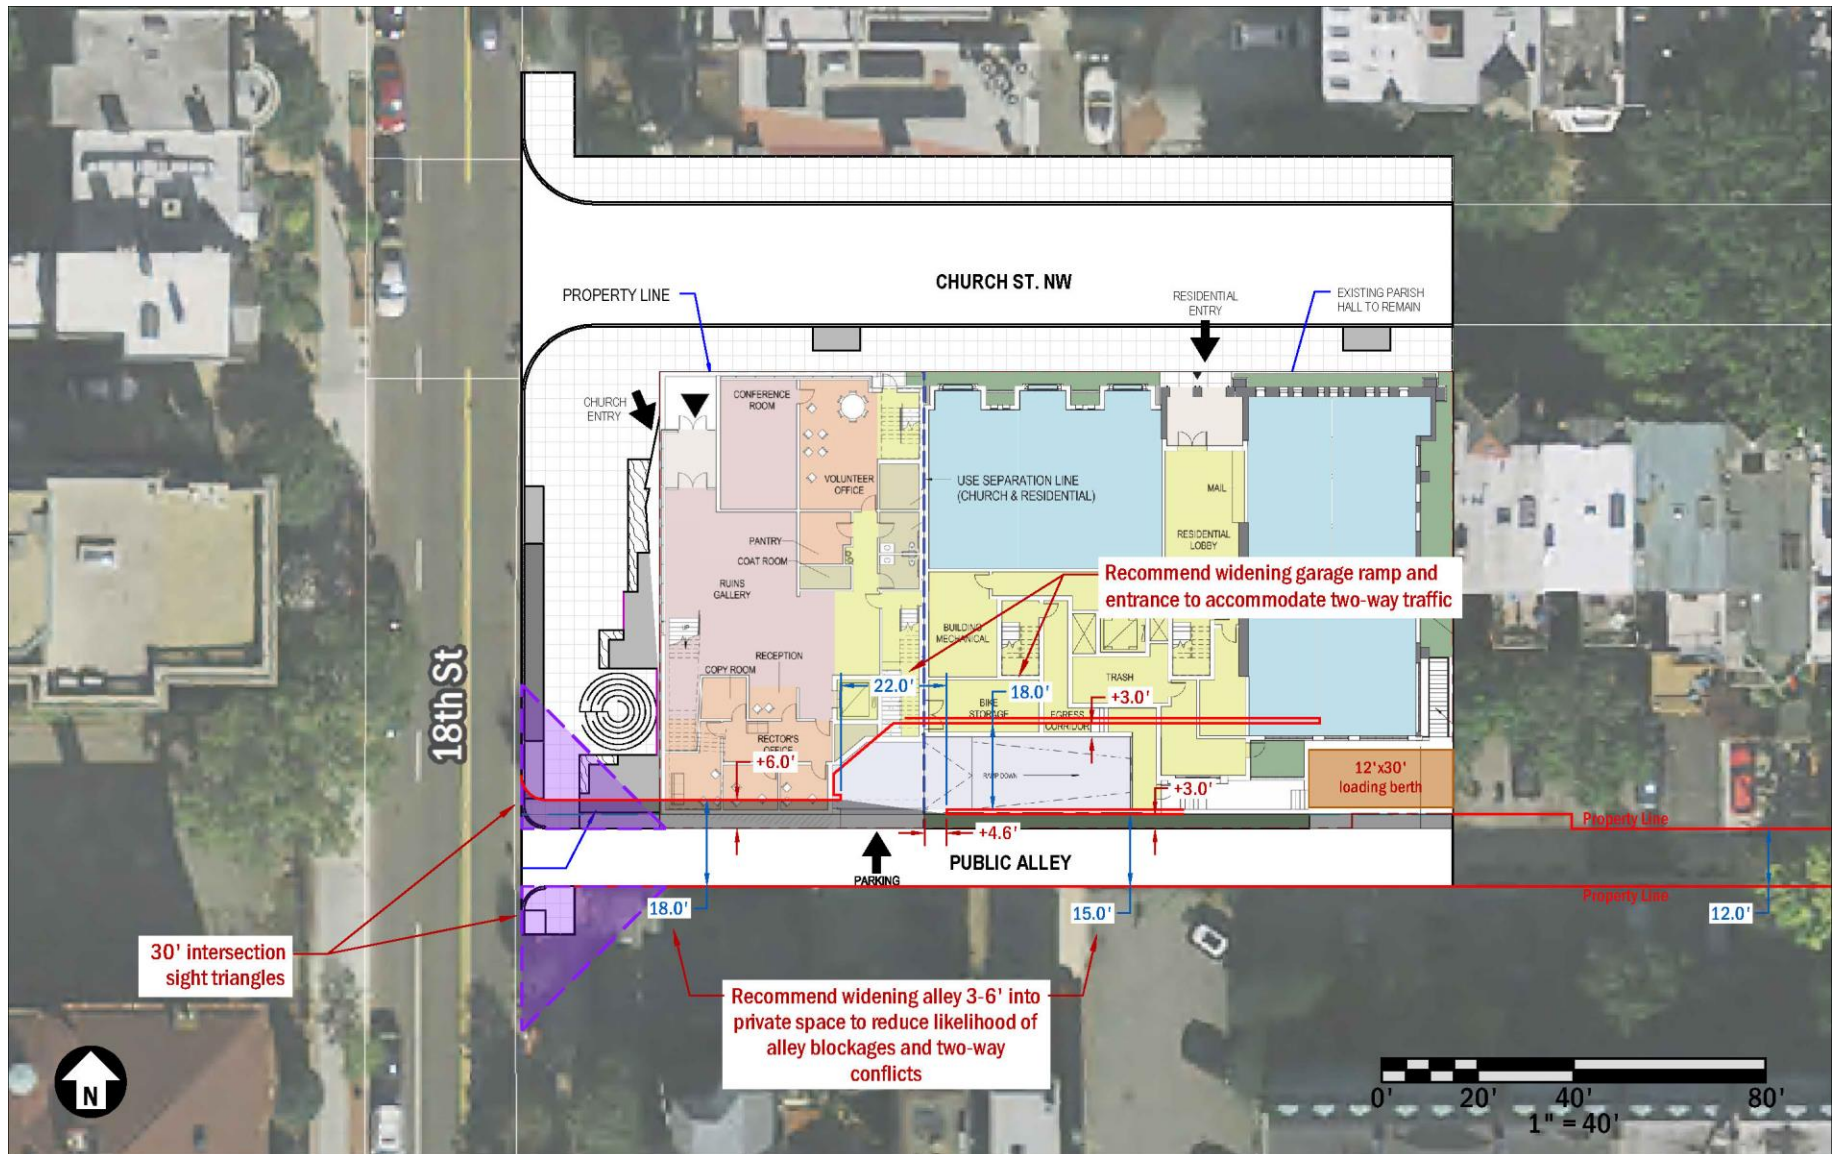 CHURCH ST. NW
PROPERTY LINE
RESIDENTIAL
ENTRY
EXISTING PARISH
HALL TO REMAIN
CHURCH
ENTRY
CONFERENCE
ROOM
VOLUNTEER
OFFICE
USE SEPARATION LINE
(CHURCH & RESIDENTIAL)
MAIL
RESIDENTIAL
LOBBY
PANTRY
COAT ROOM
RUINS
GALLERY
Recommend widening garage ramp and
entrance to accommodate two-way traffic
BUILDING
MECHANICAL
RECEPTION
COPY ROOM
TRASH
22.0'
18.0'
+3.0'
BIKE
STORAGE
EGRESS
CORRIDOR
18th St
RECTOR'S
OFFICE
+6.0'
RAMP DOWN
+3.0'
12'x30'
loading berth
Property Line
+4.6'
PUBLIC ALLEY
PARKING
Property Line
18.0'
15.0'
12.0'
30' intersection
sight triangles
Recommend widening alley 3-6' into
private space to reduce likelihood of
alley blockages and two-way
conflicts
N
0' 20' 40' 80'
1" = 40'